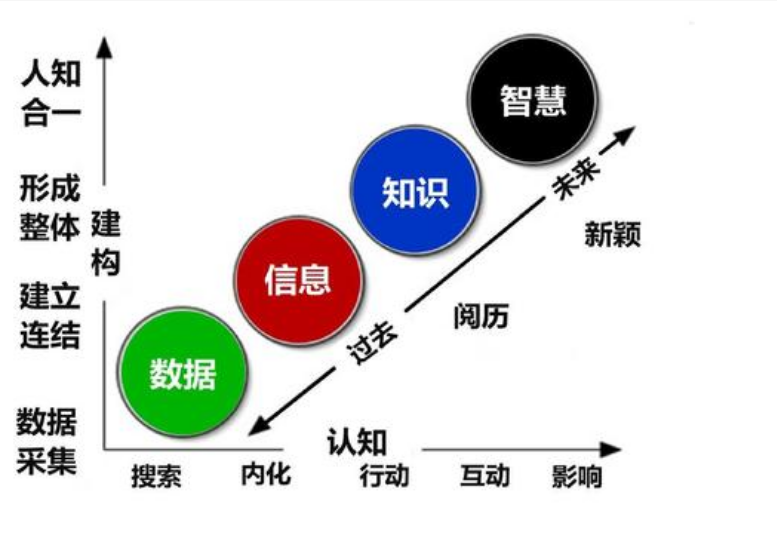 人知
合一
形成
整体
建
构
建立
连结
数据
采集
智慧
知识
信息
数据
未来
新颖
过去
阅历
认知
搜索
内化
行动
互动
影响